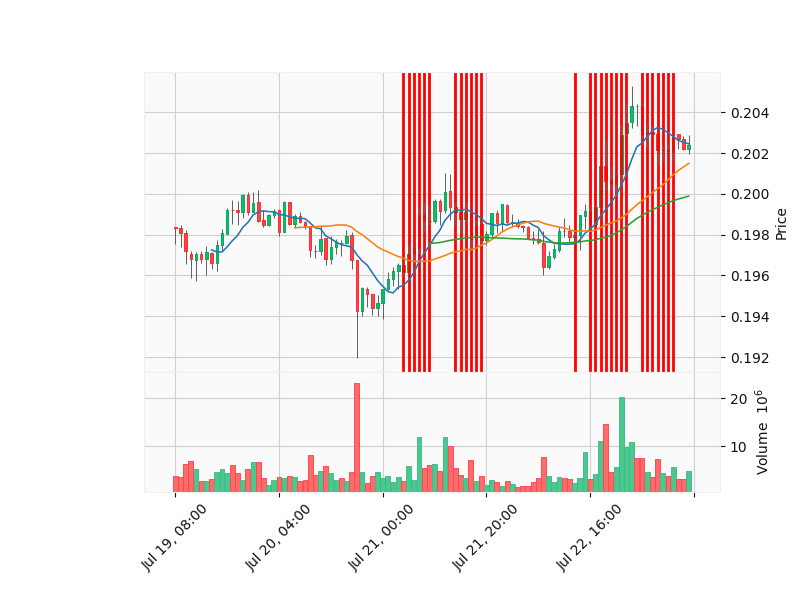 0.204
0.202
0.200
0.198
0.196
0.194
0.192
Price
20
10
Volume 10^6
Jul 19, 08:00
Jul 20, 04:00
Jul 21, 00:00
Jul 21, 20:00
Jul 22, 16:00